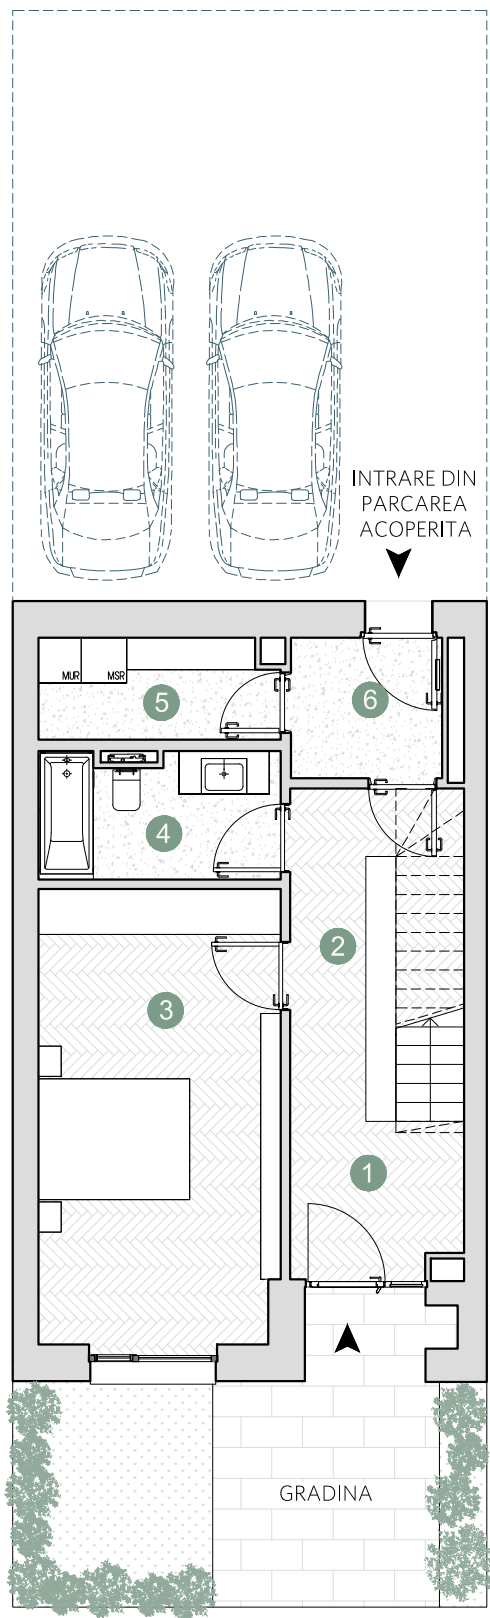 INTRARE DIN
PARCAREA
ACOPERITA
MUR
MSR
5
6
4
2
3
1
GRADINA